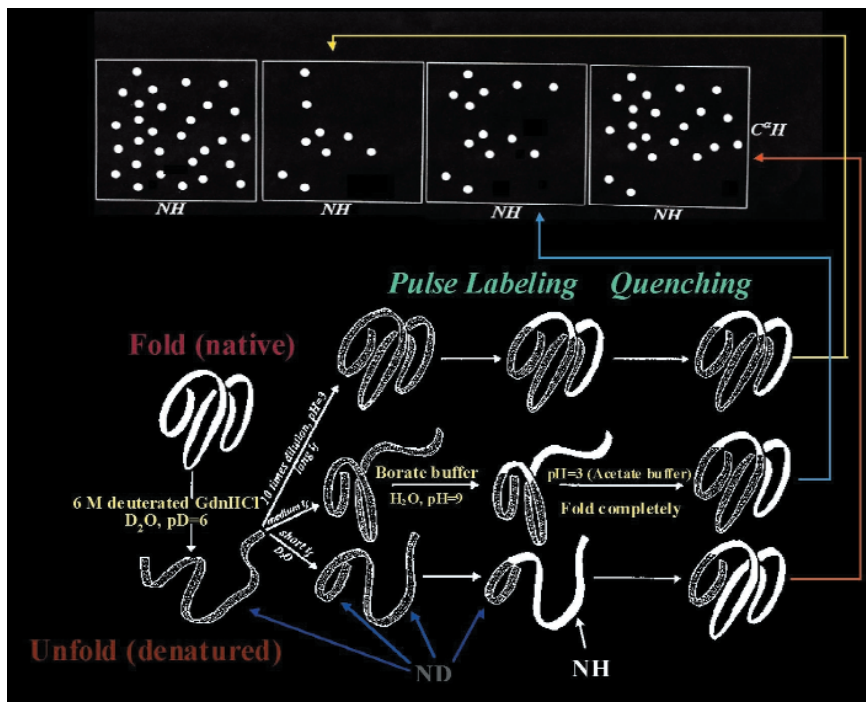 CᵅH
NH
NH
NH
NH
Pulse Labeling
Quenching
Fold (native)
10 times dilution, pH=3
long tf
6 M deuterated GdnHCl
D₂O, pD=6
medium tf
short tf
Borate buffer
H₂O, pH=9
pH=3 (Acetate buffer)
Fold completely
Unfold (denatured)
ND
NH